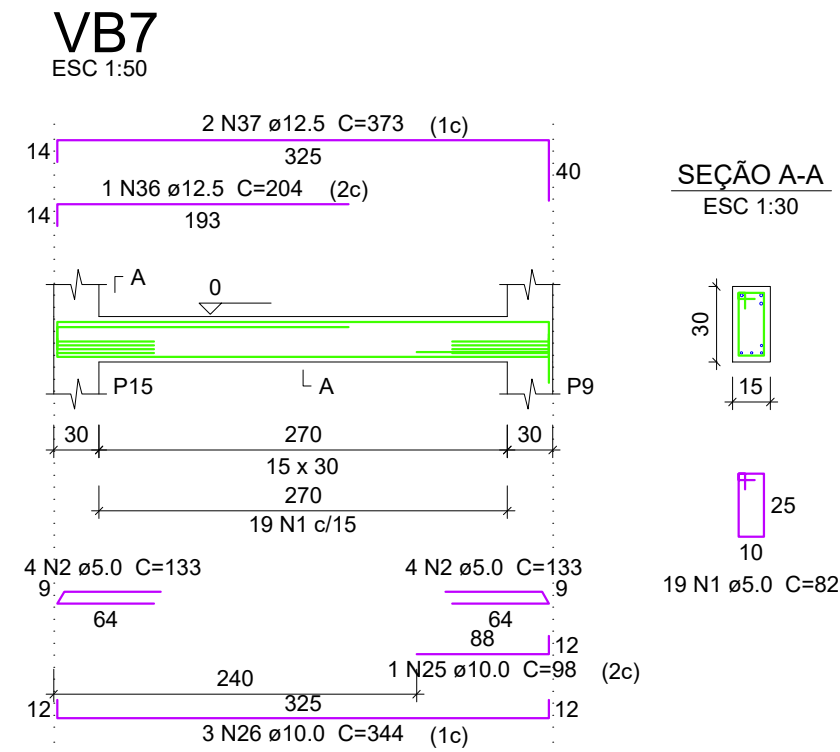 VB7
ESC 1:50
2 N37 ø12.5 C=373 (1c)
14
325
40
1 N36 ø12.5 C=204 (2c)
14
193
SEÇÃO A-A
ESC 1:30
A
0
30
15
P15
A
P9
30
270
30
15 x 30
270
19 N1 c/15
25
10
19 N1 ø5.0 C=82
4 N2 ø5.0 C=133
9
64
4 N2 ø5.0 C=133
9
64
88
12
1 N25 ø10.0 C=98 (2c)
240
12
325
12
3 N26 ø10.0 C=344 (1c)